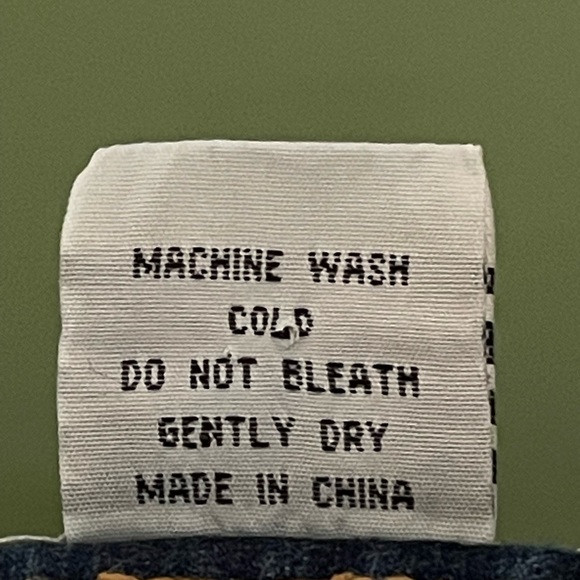 MACHINE WASH
COLD
DO NOT BLEATH
GENTLY DRY
MADE IN CHINA